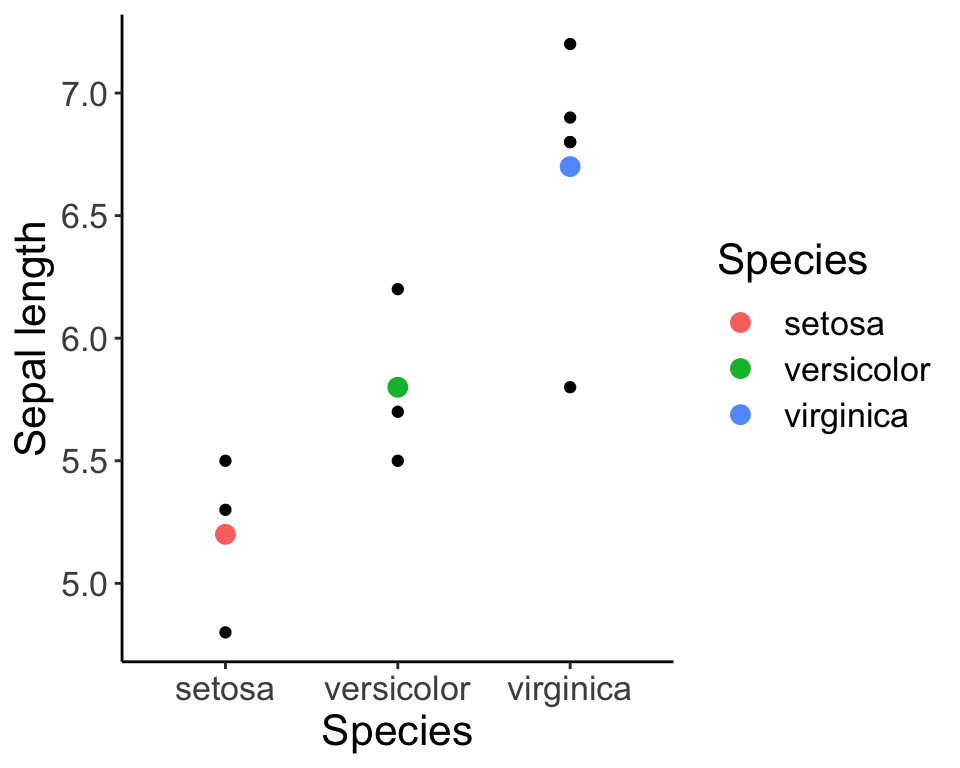 Sepal length
7.0
6.5
6.0
5.5
5.0
setosa versicolor virginica
Species
Species
setosa
versicolor
virginica